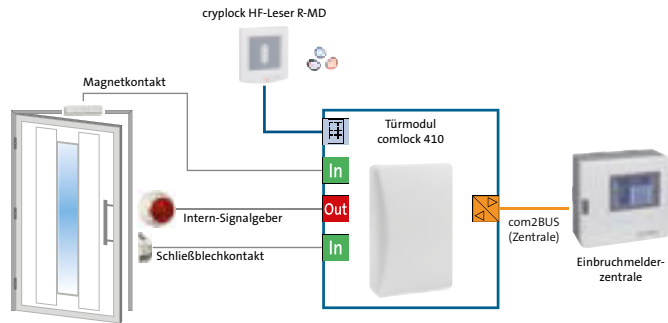 cryplock HF-Leser R-MD
Magnetkontakt
Türmodul
comlock 410
In
Out
Intern-Signalgeber
In
Schließblechkontakt
com2BUS
(Zentrale)
Einbruchmelder-
zentrale